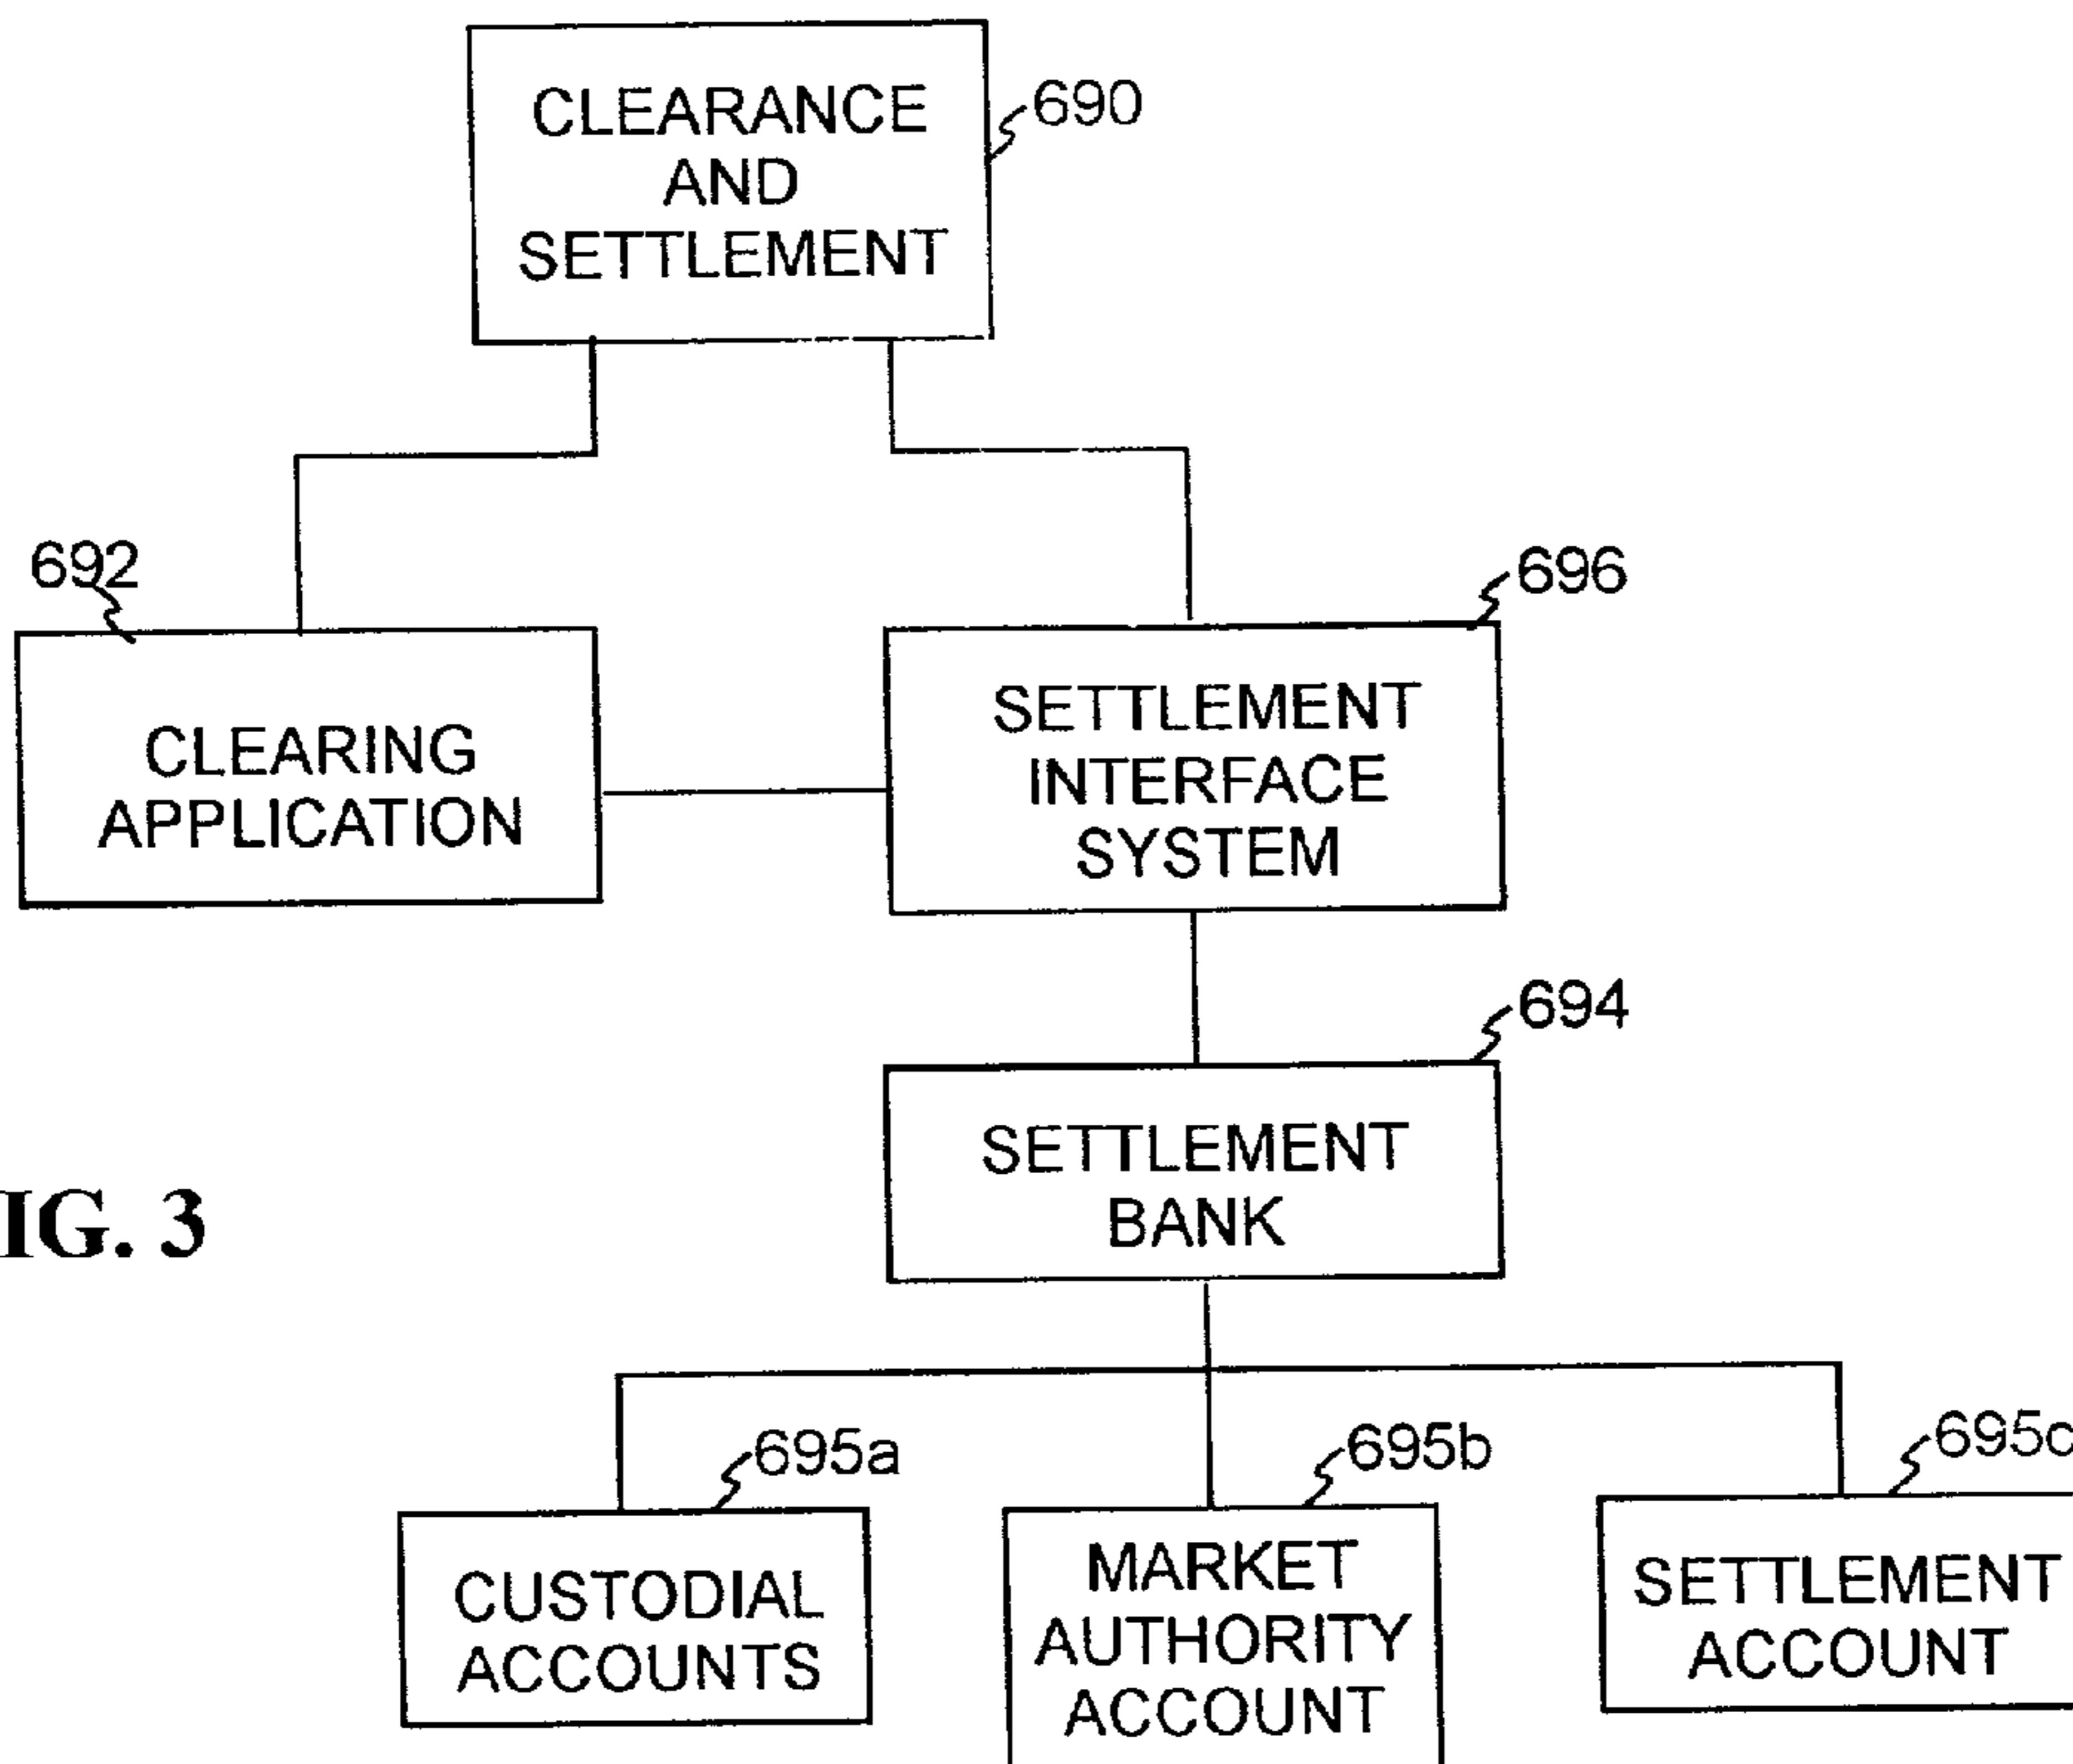 CLEARANCE
AND
SETTLEMENT
690
692
696
CLEARING
APPLICATION
SETTLEMENT
INTERFACE
SYSTEM
694
SETTLEMENT
BANK
IG. 3
695a
695b
695c
CUSTODIAL
ACCOUNTS
MARKET
AUTHORITY
ACCOUNT
SETTLEMENT
ACCOUNT